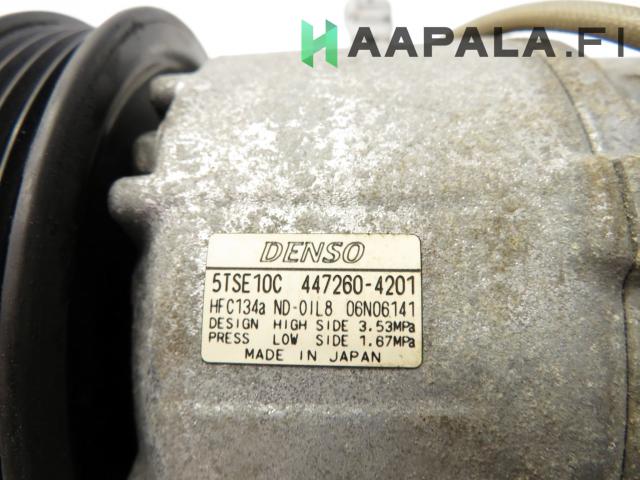 HAAPALA.FI
DENSO
5TSE10C 447260-4201
HFC134a ND-OIL8 06N06141
DESIGN HIGH SIDE 3.53MPa
PRESS LOW SIDE 1.67MPa
MADE IN JAPAN